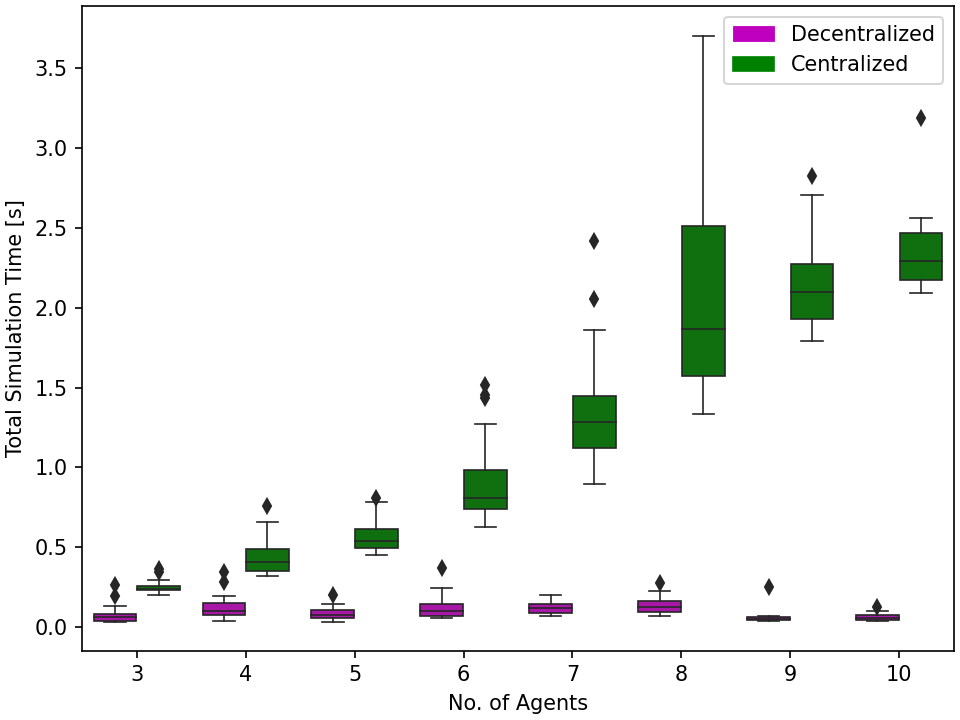 Decentralized
Centralized
Total Simulation Time [s]
3.5
3.0
2.5
2.0
1.5
1.0
0.5
0.0
3 4 5 6 7 8 9 10
No. of Agents